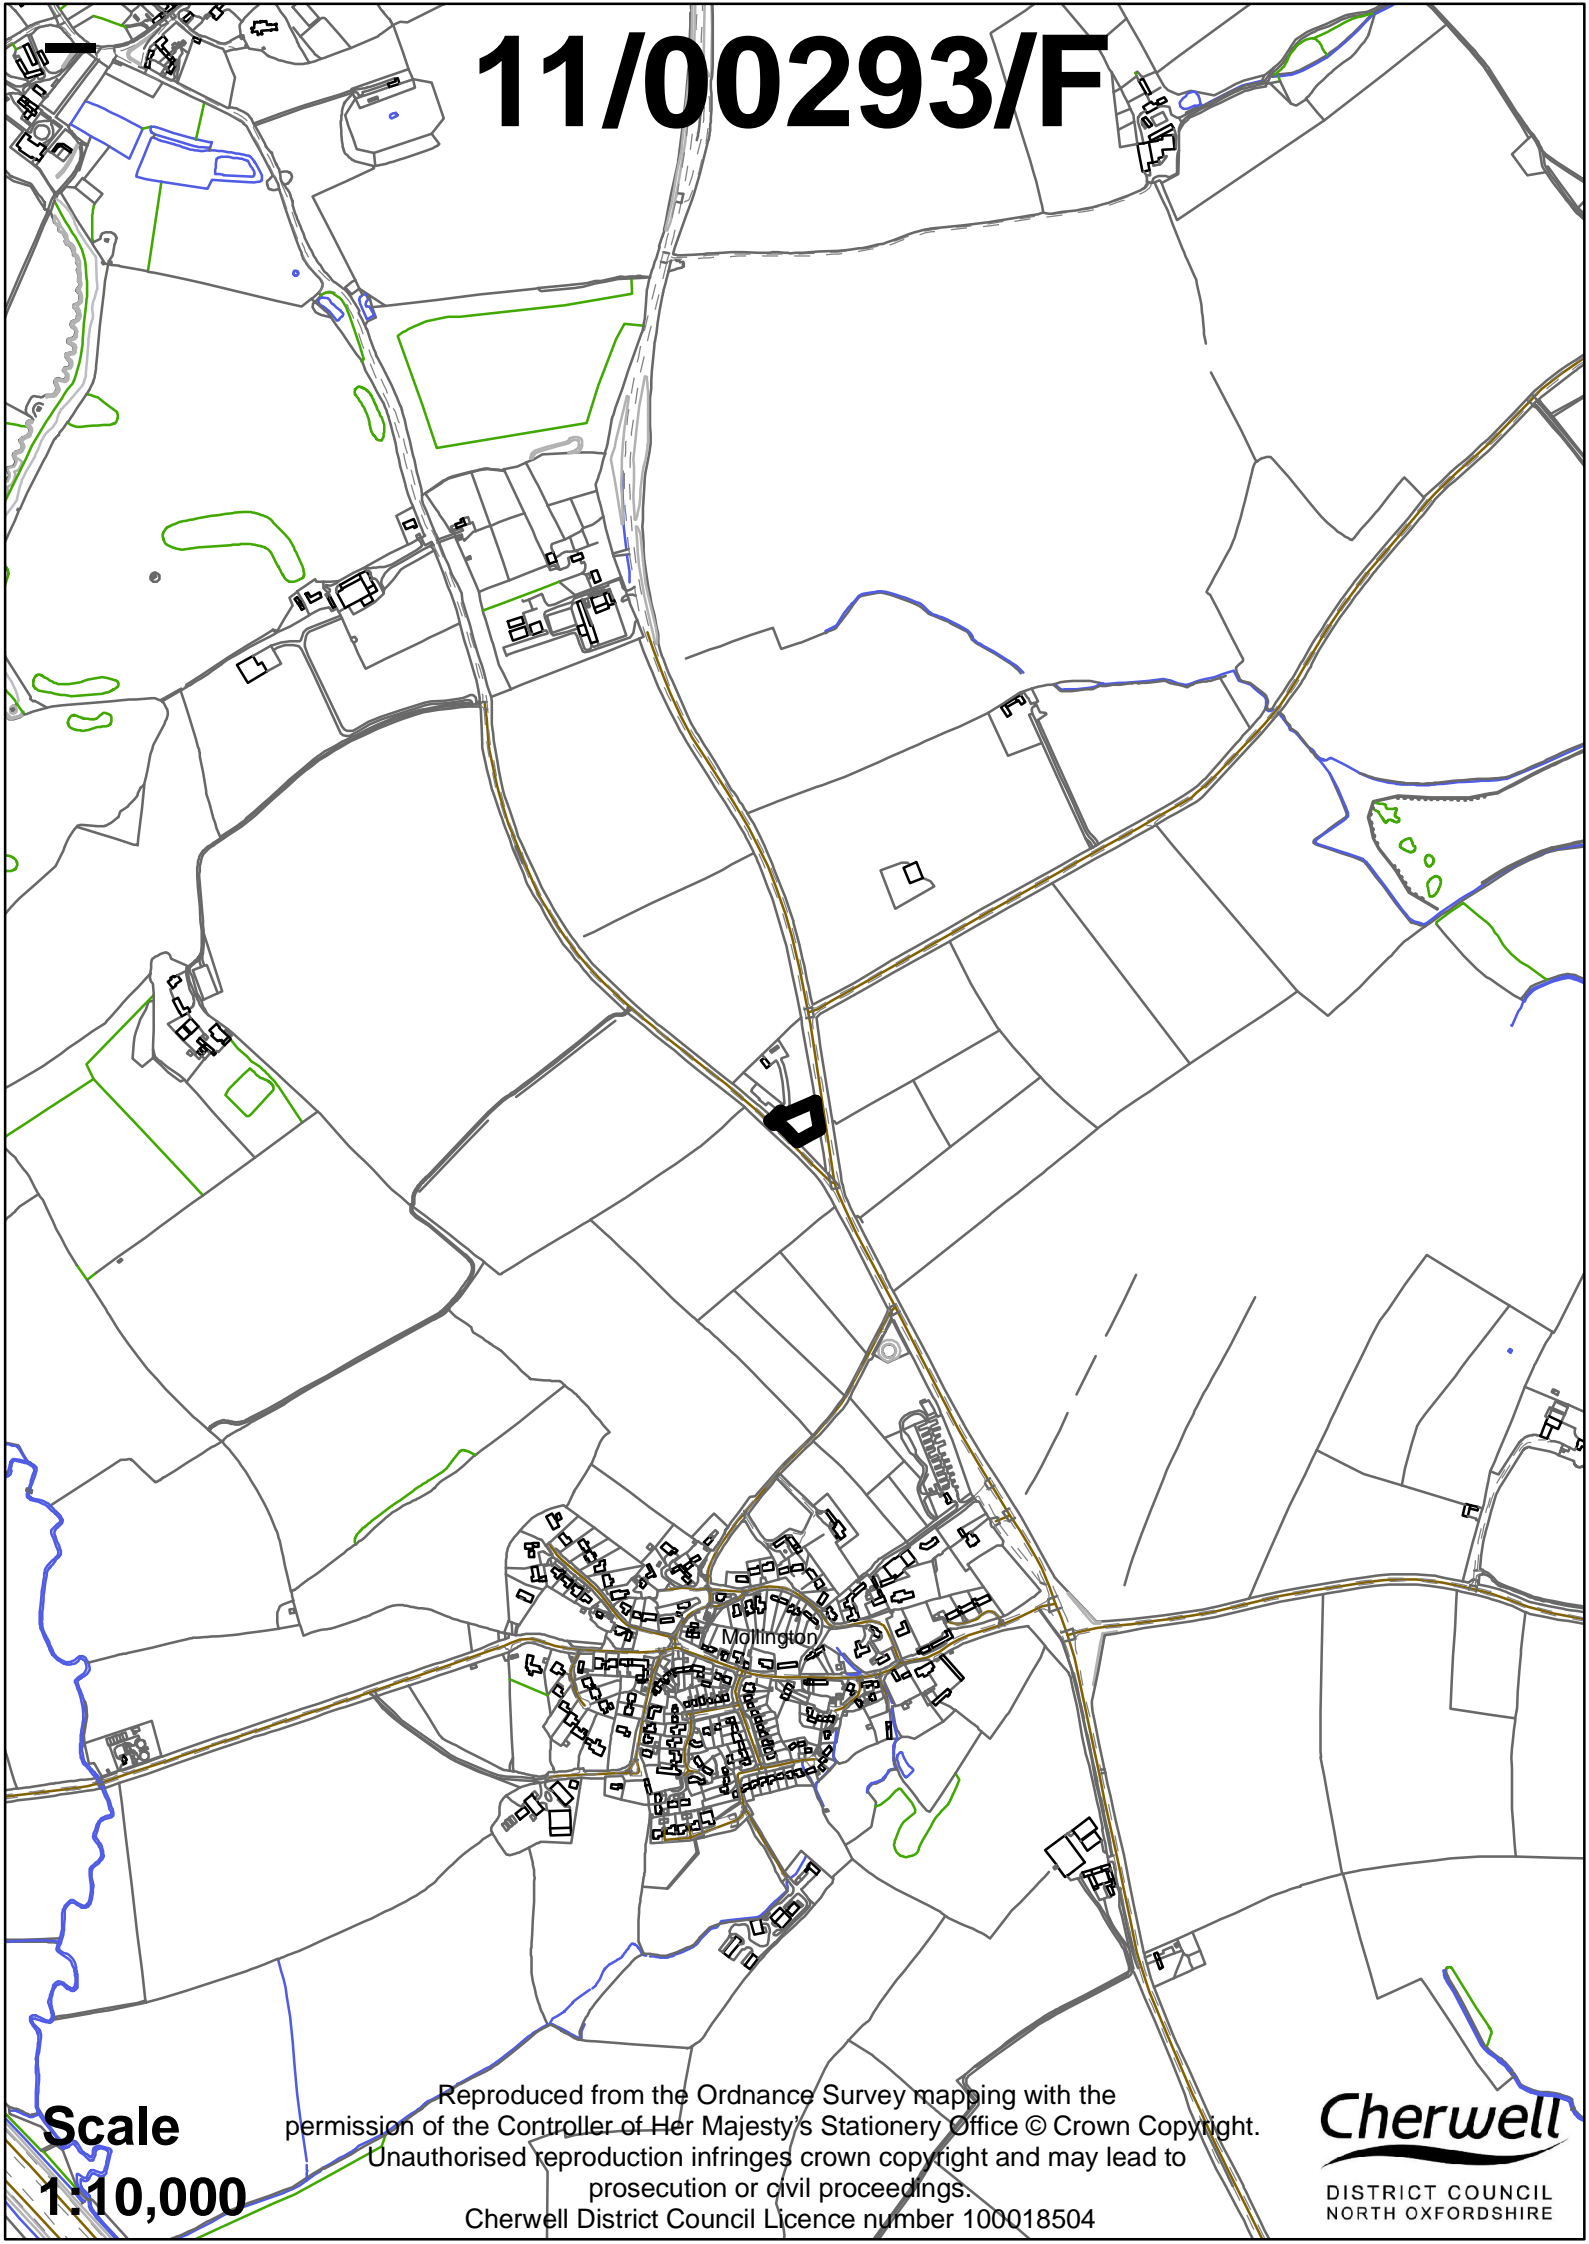 11/00293/F
Mollington
Scale
1:10,000
Reproduced from the Ordnance Survey mapping with the
permission of the Controller of Her Majesty's Stationery Office © Crown Copyright.
Unauthorised reproduction infringes crown copyright and may lead to
prosecution or civil proceedings.
Cherwell District Council Licence number 100018504
Cherwell
DISTRICT COUNCIL
NORTH OXFORDSHIRE